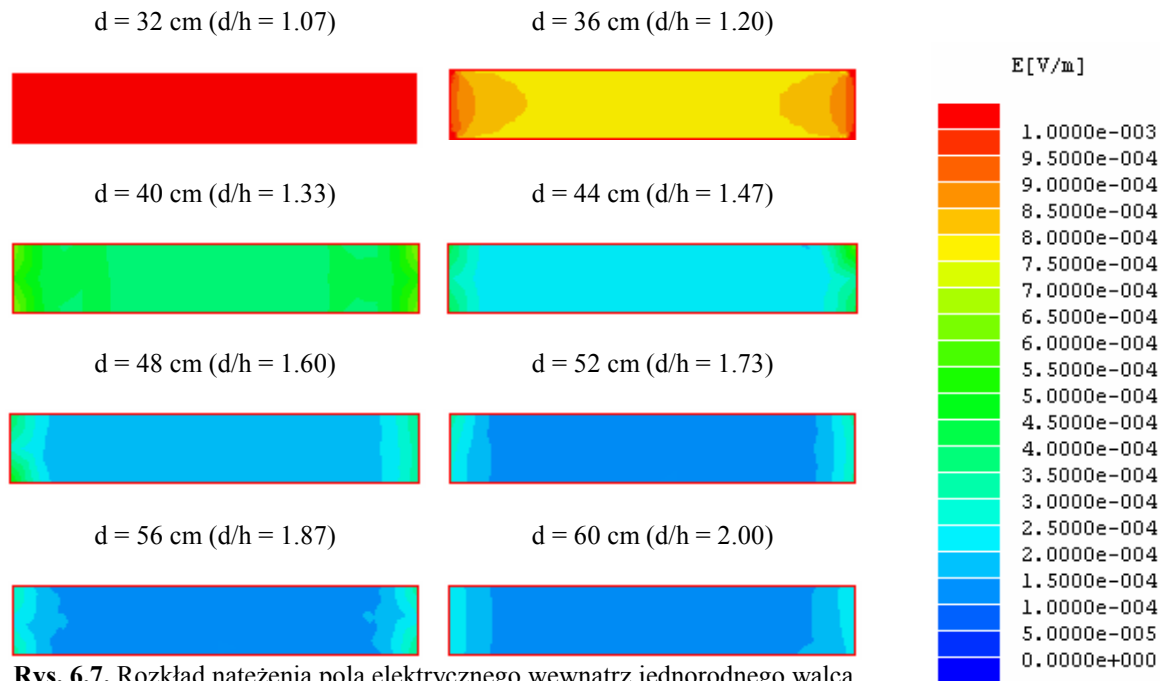 d = 32 cm (d/h = 1.07)
d = 36 cm (d/h = 1.20)
d = 40 cm (d/h = 1.33)
d = 44 cm (d/h = 1.47)
d = 48 cm (d/h = 1.60)
d = 52 cm (d/h = 1.73)
d = 56 cm (d/h = 1.87)
d = 60 cm (d/h = 2.00)
E[V/m]
1.0000e-003
9.5000e-004
9.0000e-004
8.5000e-004
8.0000e-004
7.5000e-004
7.0000e-004
6.5000e-004
6.0000e-004
5.5000e-004
5.0000e-004
4.5000e-004
4.0000e-004
3.5000e-004
3.0000e-004
2.5000e-004
2.0000e-004
1.5000e-004
1.0000e-004
5.0000e-005
0.0000e+000
Rys. 6.7. Rozkład natężenia pola elektrycznego wewnątrz jednorodnego walca